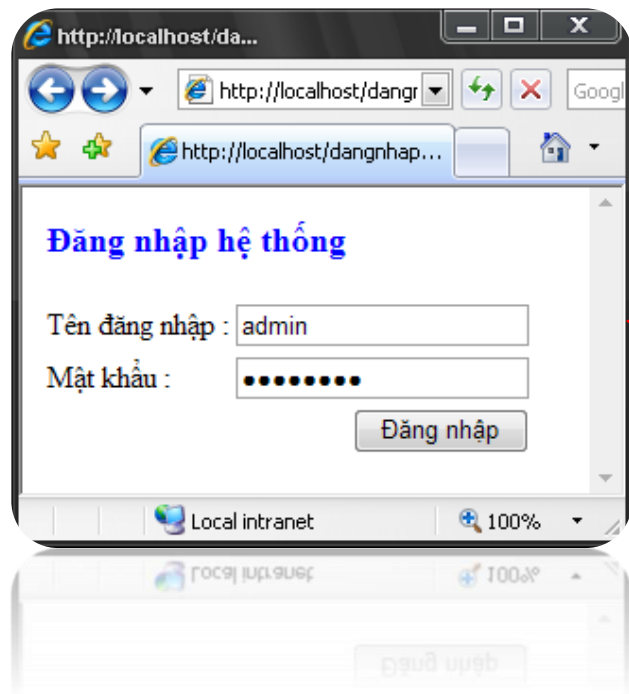 http://localhost/da...
http://localhost/dangr
Googl
http://localhost/dangnhap...
Đăng nhập hệ thống
Tên đăng nhập : admin
Mật khẩu : ••••••••
Đăng nhập
Local intranet
100%